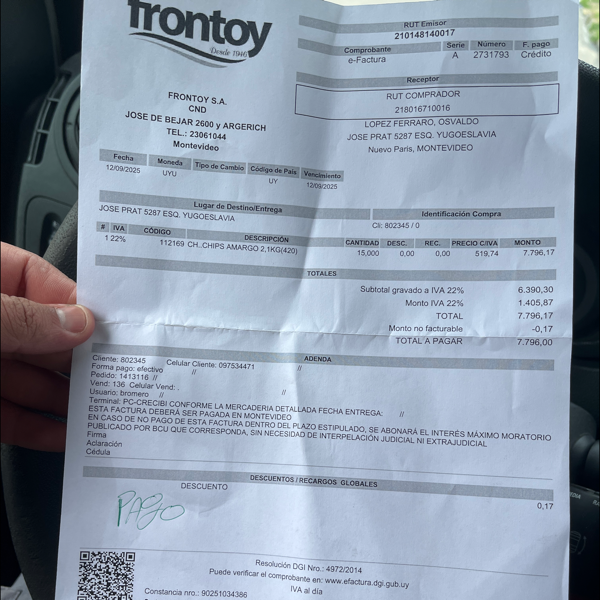 frontoy
Desde 1946
RUT Emisor
210148140017
Comprobante Serie Número F. pago
e-Factura A 2731793 Crédito
Receptor
RUT COMPRADOR
218016710016
LOPEZ FERRARO, OSVALDO
JOSE PRAT 5287 ESQ. YUGOESLAVIA
Nuevo Paris, MONTEVIDEO
FRONTOY S.A.
CND
JOSE DE BEJAR 2600 y ARGERICH
TEL.: 23061044
Montevideo
Fecha Moneda Tipo de Cambio Código de País Vencimiento
12/09/2025 UYU UY 12/09/2025
Lugar de Destino/Entrega Identificación Compra
JOSE PRAT 5287 ESQ. YUGOESLAVIA Cli: 802345 / 0
# IVA CÓDIGO DESCRIPCIÓN CANTIDAD DESC. REC. PRECIO C/IVA MONTO
1 22% 112169 CH..CHIPS AMARGO 2,1KG(420) 15,000 0,00 0,00 519,74 7.796,17
TOTALES
Subtotal gravado a IVA 22% 6.390,30
Monto IVA 22% 1.405,87
TOTAL 7.796,17
Monto no facturable -0,17
TOTAL A PAGAR 7.796,00
ADENDA
Cliente: 802345 Celular Cliente: 097534471
Forma pago: efectivo // //
Pedido: 1413116 //
Vend: 136 Celular Vend: .
Usuario: bromero // //
Terminal: PC-CRECIBI CONFORME LA MERCADERIA DETALLADA FECHA ENTREGA: //
ESTA FACTURA DEBERÁ SER PAGADA EN MONTEVIDEO
EN CASO DE NO PAGO DE ESTA FACTURA DENTRO DEL PLAZO ESTIPULADO, SE ABONARÁ EL INTERÉS MÁXIMO MORATORIO
PUBLICADO POR BCU QUE CORRESPONDA, SIN NECESIDAD DE INTERPELACIÓN JUDICIAL NI EXTRAJUDICIAL
Firma
Aclaración
Cédula
DESCUENTOS / RECARGOS GLOBALES
DESCUENTO 0,17
PAGO
Resolución DGI Nro.: 4972/2014
Puede verificar el comprobante en: www.efactura.dgi.gub.uy
IVA al día
Constancia nro.: 90251034386